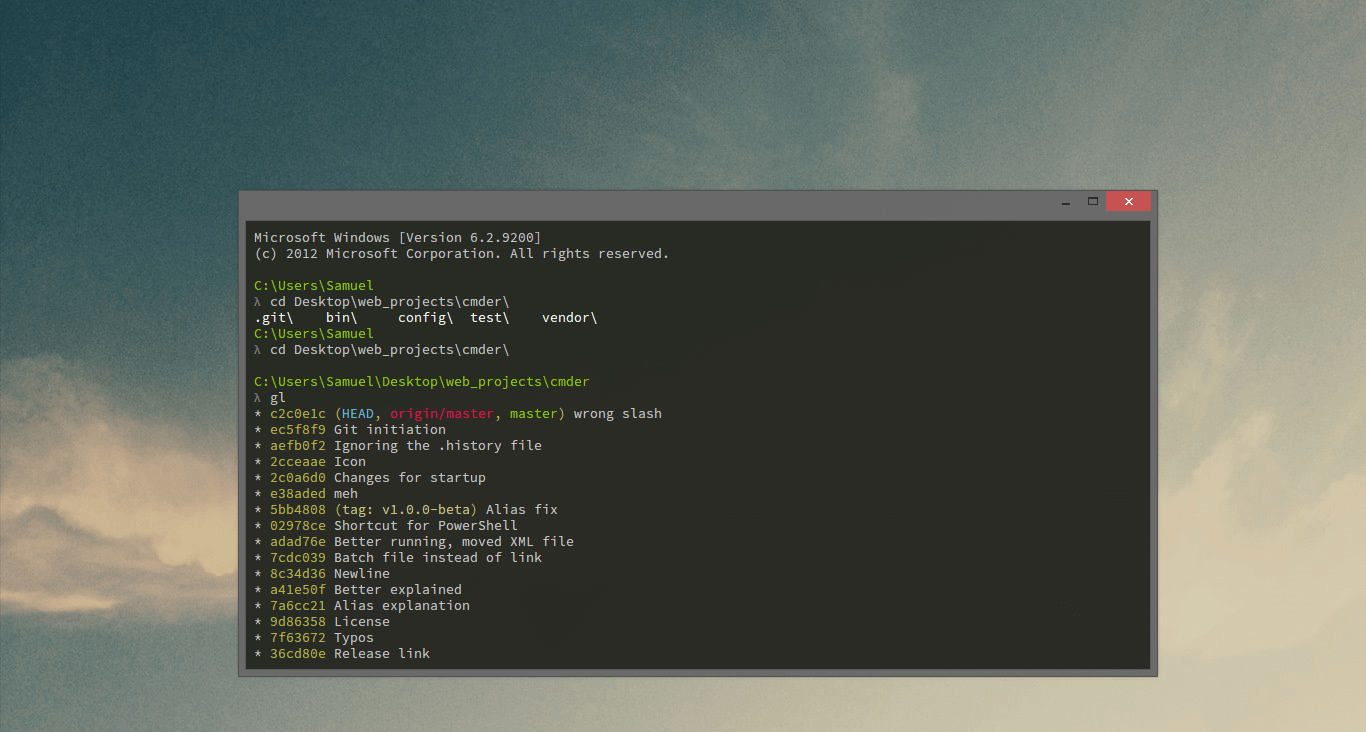 Microsoft Windows [Version 6.2.9200]
(c) 2012 Microsoft Corporation. All rights reserved.
C:\Users\Samuel
λ cd Desktop\web_projects\cmder\
.git\    bin\     config\  test\    vendor\
C:\Users\Samuel
λ cd Desktop\web_projects\cmder\
C:\Users\Samuel\Desktop\web_projects\cmder
λ gl
* c2c0e1c (HEAD, origin/master, master) wrong slash
* ec5f8f9 Git initiation
* aefb0f2 Ignoring the .history file
* 2cceaae Icon
* 2c0a6d0 Changes for startup
* e38aded meh
* 5bb4808 (tag: v1.0.0-beta) Alias fix
* 02978ce Shortcut for PowerShell
* adad76e Better running, moved XML file
* 7cdc039 Batch file instead of link
* 8c34d36 Newline
* a41e50f Better explained
* 7a6cc21 Alias explanation
* 9d86358 License
* 7f63672 Typos
* 36cd80e Release link